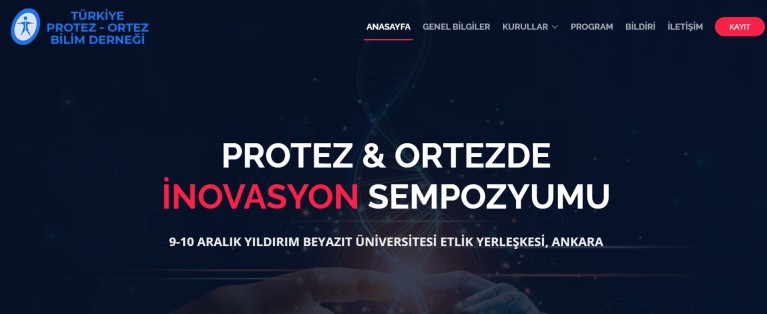 TÜRKİYE
PROTEZ - ORTEZ
BİLİM DERNEĞİ
ANASAYFA GENEL BİLGİLER KURULLAR PROGRAM BİLDİRİ İLETİŞİM KAYIT
PROTEZ & ORTEZDE
İNOVASYON SEMPOZYUMU
9-10 ARALIK YILDIRIM BEYAZIT ÜNİVERSİTESİ ETLİK YERLEŞKESİ, ANKARA